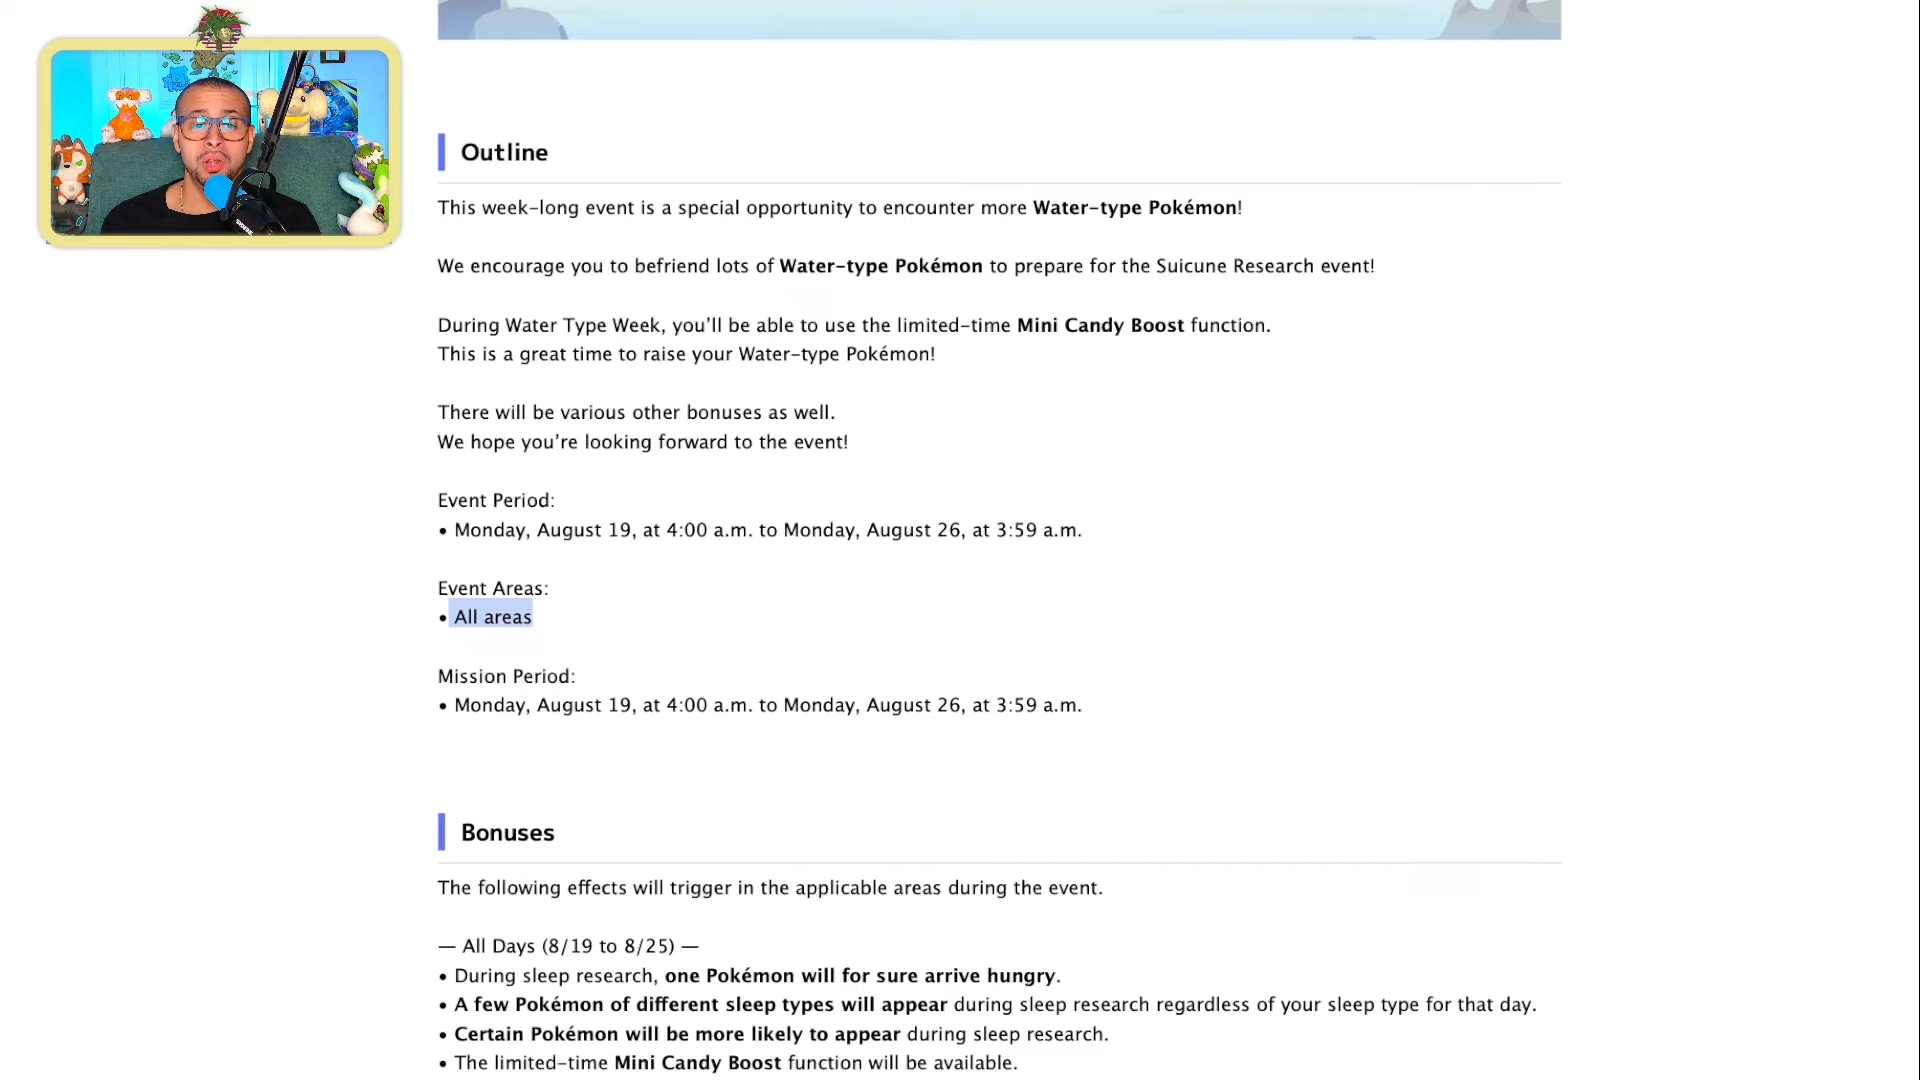 Outline
This week-long event is a special opportunity to encounter more Water-type Pokémon!
We encourage you to befriend lots of Water-type Pokémon to prepare for the Suicune Research event!
During Water Type Week, you'll be able to use the limited-time Mini Candy Boost function.
This is a great time to raise your Water-type Pokémon!
There will be various other bonuses as well.
We hope you're looking forward to the event!
Event Period:
• Monday, August 19, at 4:00 a.m. to Monday, August 26, at 3:59 a.m.
Event Areas:
• All areas
Mission Period:
• Monday, August 19, at 4:00 a.m. to Monday, August 26, at 3:59 a.m.
Bonuses
The following effects will trigger in the applicable areas during the event.
— All Days (8/19 to 8/25) —
• During sleep research, one Pokémon will for sure arrive hungry.
• A few Pokémon of different sleep types will appear during sleep research regardless of your sleep type for that day.
• Certain Pokémon will be more likely to appear during sleep research.
• The limited-time Mini Candy Boost function will be available.